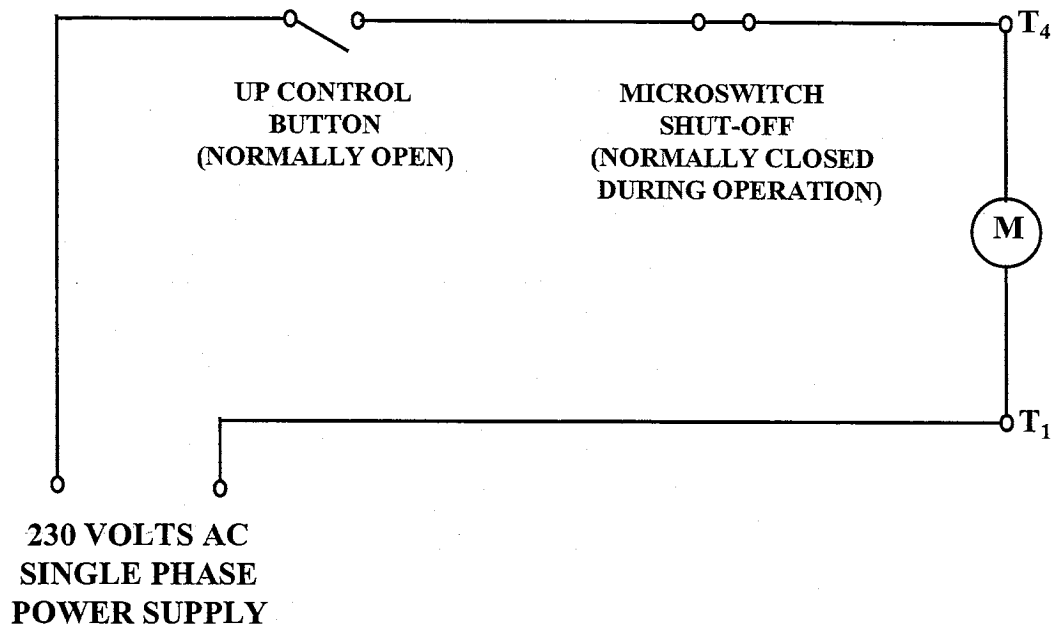 T₄
UP CONTROL
BUTTON
(NORMALLY OPEN)
MICROSWITCH
SHUT-OFF
(NORMALLY CLOSED
DURING OPERATION)
M
T₁
230 VOLTS AC
SINGLE PHASE
POWER SUPPLY